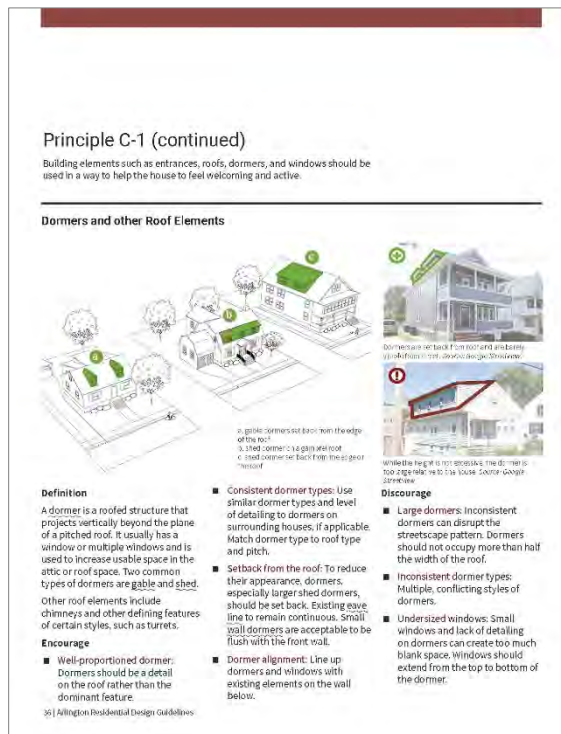 Principle C-1 (continued)
Building elements such as entrances, roofs, dormers, and windows should be
used in a way to help the house to feel welcoming and active.
Dormers and other Roof Elements
a
b
c
Dormers are set back from roof and are barely
visible from street. Source: Google Streetview
While the height is not excessive, the dormer is
too large relative to the house. Source: Google
Streetview
a. gable dormers set back from the edge
of the roof
b. shed dormer on a gambrel roof
c. shed dormer set back from the edge of
the roof
Definition
A dormer is a roofed structure that
projects vertically beyond the plane
of a pitched roof. It usually has a
window or multiple windows and is
used to increase usable space in the
attic or roof space. Two common
types of dormers are gable and shed.
Other roof elements include
chimneys and other defining features
of certain styles, such as turrets.
Encourage
■ Well-proportioned dormer:
Dormers should be a detail
on the roof rather than the
dominant feature.
■ Consistent dormer types: Use
similar dormer types and level
of detailing to dormers on
surrounding houses, if applicable.
Match dormer type to roof type
and pitch.
■ Setback from the roof: To reduce
their appearance, dormers,
especially larger shed dormers,
should be set back. Existing eave
line to remain continuous. Small
wall dormers are acceptable to be
flush with the front wall.
■ Dormer alignment: Line up
dormers and windows with
existing elements on the wall
below.
Discourage
■ Large dormers: Inconsistent
dormers can disrupt the
streetscape pattern. Dormers
should not occupy more than half
the width of the roof.
■ Inconsistent dormer types:
Multiple, conflicting styles of
dormers.
■ Undersized windows: Small
windows and lack of detailing
on dormers can create too much
blank space. Windows should
extend from the top to bottom of
the dormer.
36 | Arlington Residential Design Guidelines